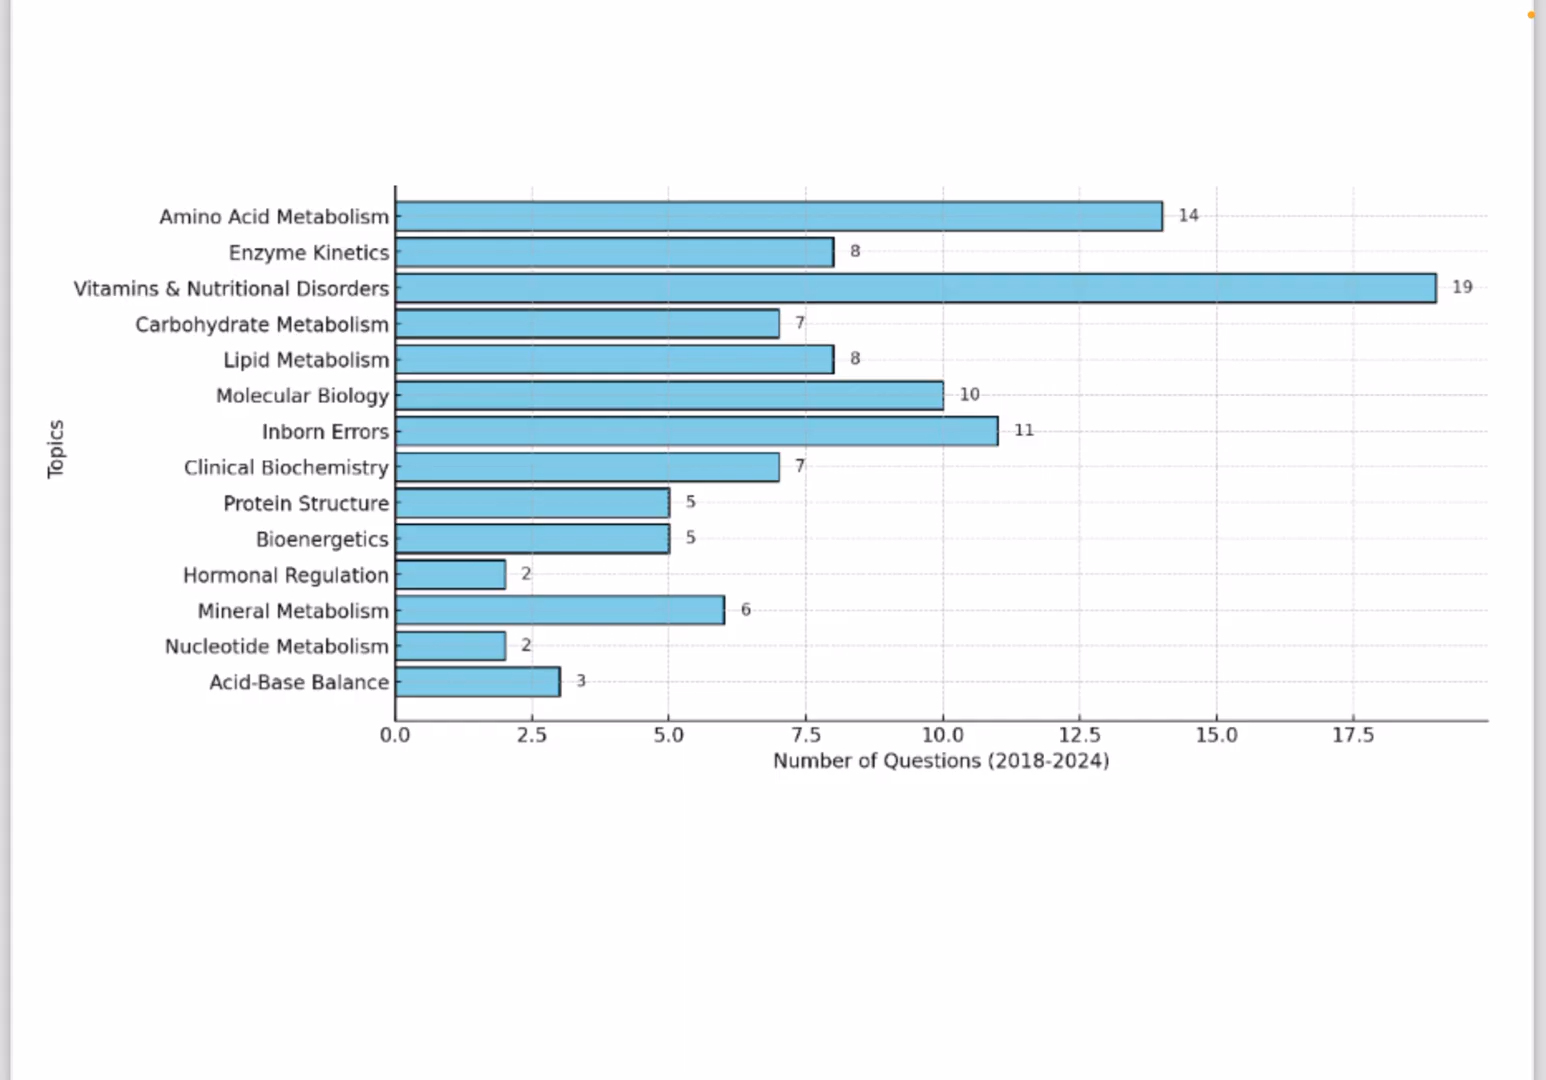 Amino Acid Metabolism 14
Enzyme Kinetics 8
Vitamins & Nutritional Disorders 19
Carbohydrate Metabolism 7
Lipid Metabolism 8
Molecular Biology 10
Inborn Errors 11
Clinical Biochemistry 7
Protein Structure 5
Bioenergetics 5
Hormonal Regulation 2
Mineral Metabolism 6
Nucleotide Metabolism 2
Acid-Base Balance 3
Topics
0.0 2.5 5.0 7.5 10.0 12.5 15.0 17.5
Number of Questions (2018-2024)